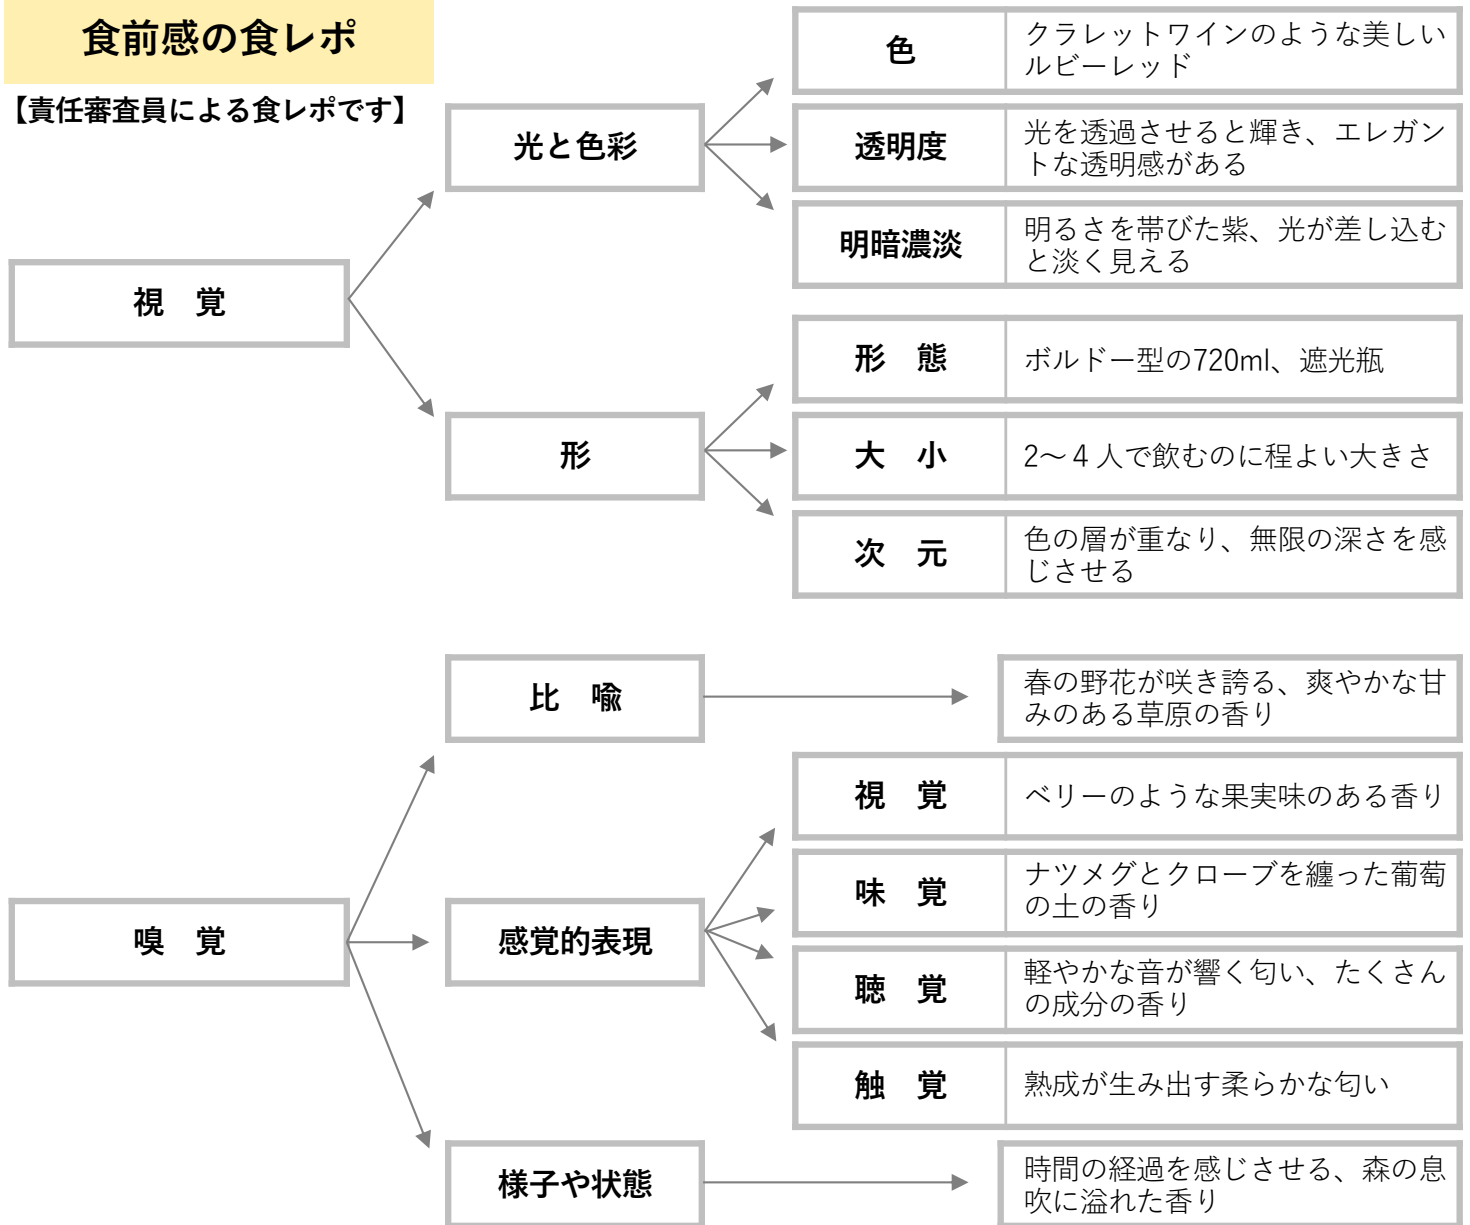 食前感の食レポ
【責任審査員による食レポです】
視　覚
光と色彩
色
クラレットワインのような美しい
ルビーレッド
透明度
光を透過させると輝き、エレガン
トな透明感がある
明暗濃淡
明るさを帯びた紫、光が差し込む
と淡く見える
形
形　態
ボルドー型の720ml、遮光瓶
大　小
2～４人で飲むのに程よい大きさ
次　元
色の層が重なり、無限の深さを感
じさせる
嗅　覚
比　喩
春の野花が咲き誇る、爽やかな甘
みのある草原の香り
感覚的表現
視　覚
ベリーのような果実味のある香り
味　覚
ナツメグとクローブを纏った葡萄
の土の香り
聴　覚
軽やかな音が響く匂い、たくさん
の成分の香り
触　覚
熟成が生み出す柔らかな匂い
様子や状態
時間の経過を感じさせる、森の息
吹に溢れた香り